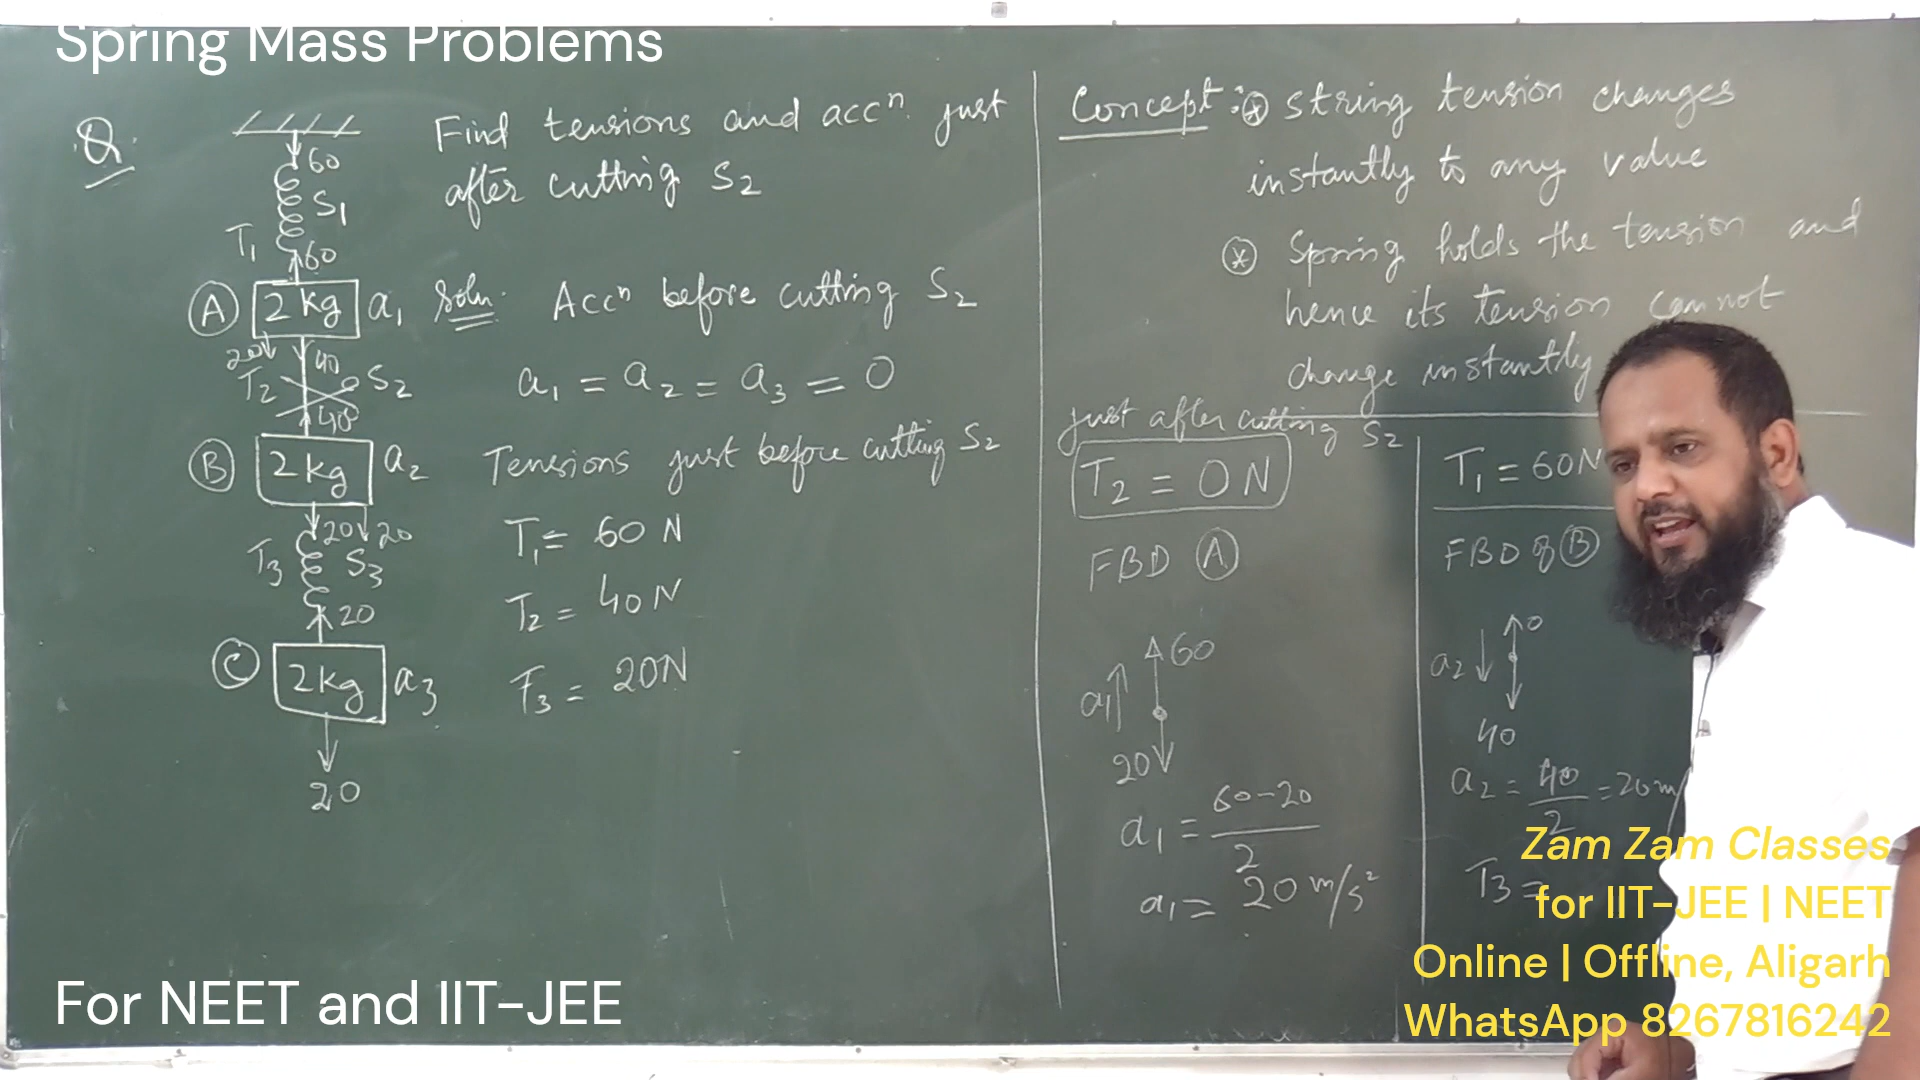 Spring Mass Problems
Q.
Find tensions and accⁿ. just
after cutting S2
60
S1
T1
60
A 2 kg a1
20 40
T2 S2
40
B 2kg a2
20 20
T3 S3
20
C 2kg a3
20
Soln. Accⁿ before cutting S2
a1 = a2 = a3 = 0
Tensions just before cutting S2
T1 = 60 N
T2 = 40 N
T3 = 20N
Concept : * string tension changes
instantly to any value
* Spring holds the tension and
hence its tension cannot
change instantly
just after cutting S2
T2 = 0 N
FBD A
60
a1
20
a1 = 60-20
2
a1 = 20 m/s²
T1 = 60N
FBD of B
0
a2
40
a2 = 40 = 20 m/
2
T3 =
Zam Zam Classes
for IIT-JEE | NEET
Online | Offline, Aligarh
WhatsApp 8267816242
For NEET and IIT-JEE